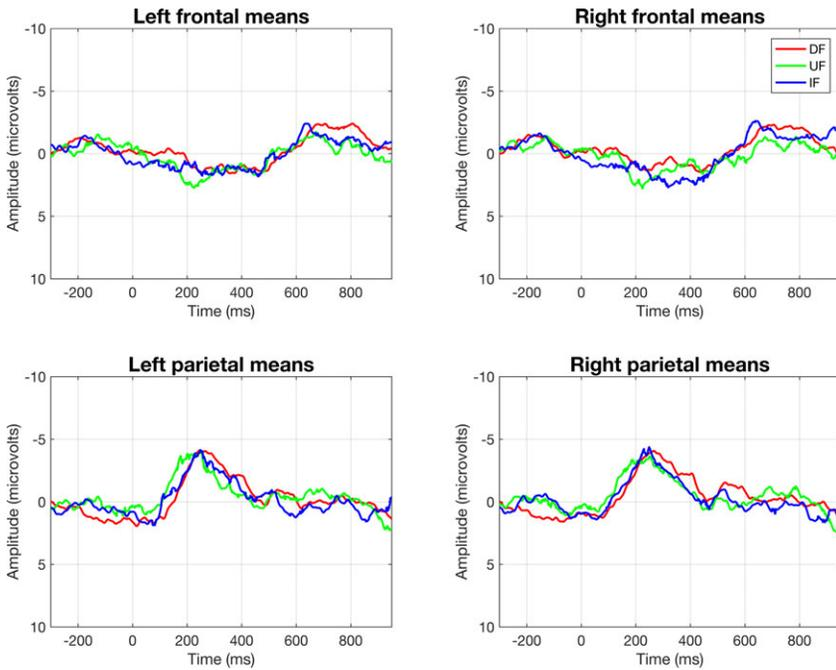 Left frontal means
-10
-5
0
5
10
Amplitude (microvolts)
-200 0 200 400 600 800
Time (ms)
Right frontal means
DF
UF
IF
-10
-5
0
5
10
Amplitude (microvolts)
-200 0 200 400 600 800
Time (ms)
Left parietal means
-10
-5
0
5
10
Amplitude (microvolts)
-200 0 200 400 600 800
Time (ms)
Right parietal means
-10
-5
0
5
10
Amplitude (microvolts)
-200 0 200 400 600 800
Time (ms)